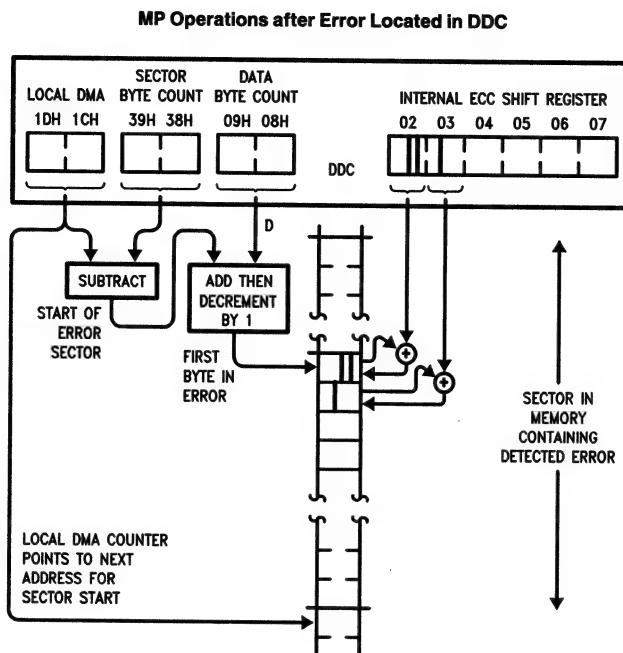 MP Operations after Error Located in DDC
LOCAL DMA
1DH 1CH
SECTOR
BYTE COUNT
39H 38H
DATA
BYTE COUNT
09H 08H
DDC
INTERNAL ECC SHIFT REGISTER
02 03 04 05 06 07
D
SUBTRACT
START OF
ERROR
SECTOR
ADD THEN
DECREMENT
BY 1
FIRST
BYTE IN
ERROR
+
+
SECTOR IN
MEMORY
CONTAINING
DETECTED ERROR
LOCAL DMA COUNTER
POINTS TO NEXT
ADDRESS FOR
SECTOR START